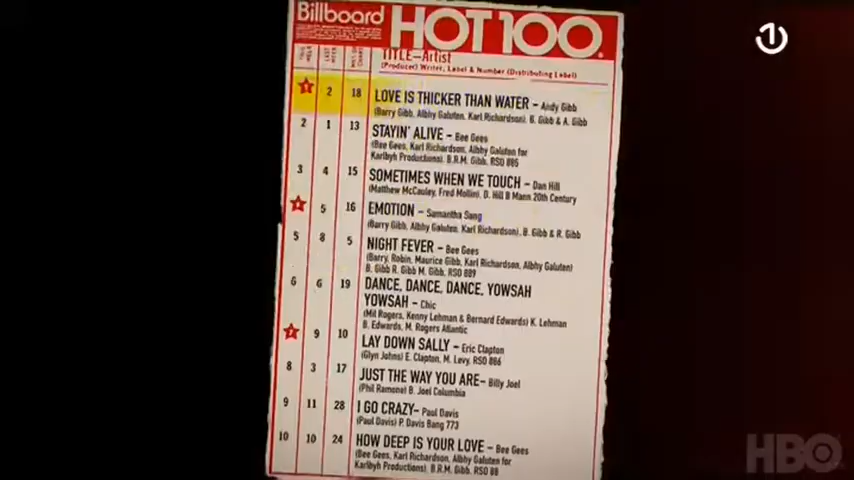 Billboard
HOT 100.
TITLE—Artist
(Producer) Writer, Label & Number (Distributing Label)
1 2 18 LOVE IS THICKER THAN WATER – Andy Gibb
(Barry Gibb, Albhy Galuten, Karl Richardson). B. Gibb & A. Gibb
2 1 13 STAYIN' ALIVE – Bee Gees
(Bee Gees, Karl Richardson, Albhy Galuten for
Karlbyh Productions). B.R.M. Gibb. RSO 885
3 4 15 SOMETIMES WHEN WE TOUCH – Dan Hill
(Matthew McCauley, Fred Mollin). D. Hill B Mann 20th Century
5 16 EMOTION – Samantha Sang
(Barry Gibb, Albhy Galuten, Karl Richardson). B. Gibb & R. Gibb
5 8 5 NIGHT FEVER – Bee Gees
(Barry, Robin, Maurice Gibb, Karl Richardson, Albhy Galuten)
B. Gibb R. Gibb M. Gibb. RSO 889
6 6 19 DANCE, DANCE, DANCE, YOWSAH
YOWSAH – Chic
(Mil Rogers, Kenny Lehman & Bernard Edwards) K. Lehman
B. Edwards, M. Rogers Atlantic
7 9 10 LAY DOWN SALLY – Eric Clapton
(Glyn Johns) E. Clapton, M. Levy. RSO 886
8 3 17 JUST THE WAY YOU ARE– Billy Joel
(Phil Ramone) B. Joel Columbia
9 11 28 I GO CRAZY– Paul Davis
(Paul Davis) P. Davis Bang 773
10 10 24 HOW DEEP IS YOUR LOVE – Bee Gees
(Bee Gees, Karl Richardson, Albhy Galuten for
Karlbyh Productions). B.R.M. Gibb. RSO 88
HBO